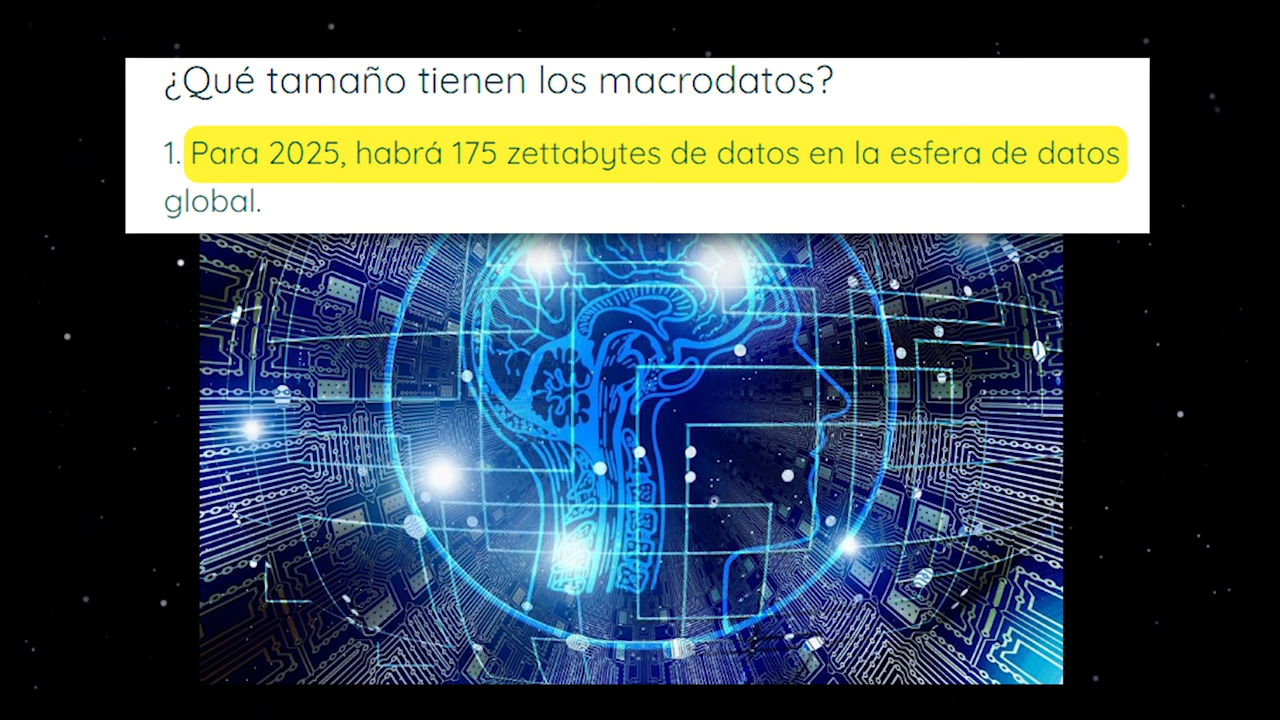 ¿Qué tamaño tienen los macrodatos?
1. Para 2025, habrá 175 zettabytes de datos en la esfera de datos
global.